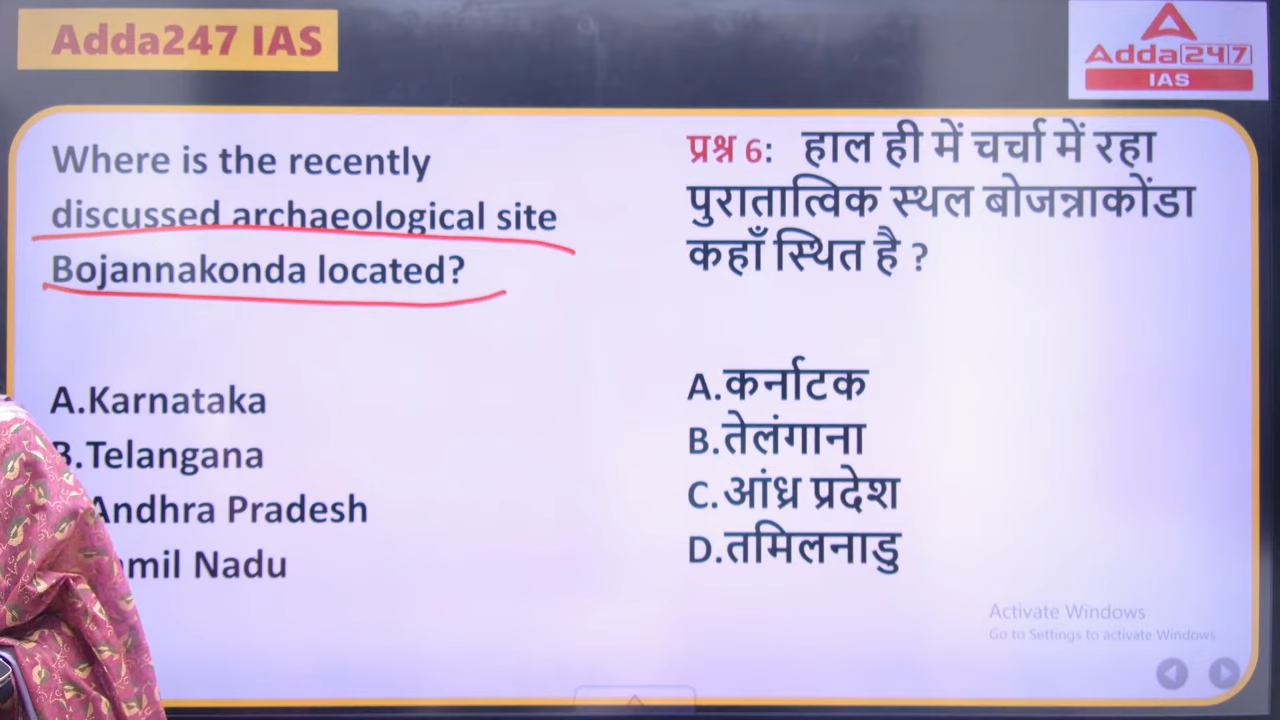 Adda247 IAS
Adda247
IAS
Where is the recently
discussed archaeological site
Bojannakonda located?
A.Karnataka
B.Telangana
Andhra Pradesh
Nadu
प्रश्न 6: हाल ही में चर्चा में रहा
पुरातात्विक स्थल बोजन्नाकोंडा
कहाँ स्थित है ?
A.कर्नाटक
B.तेलंगाना
C.आंध्र प्रदेश
D.तमिलनाडु
Activate Windows
Go to Settings to activate Windows.